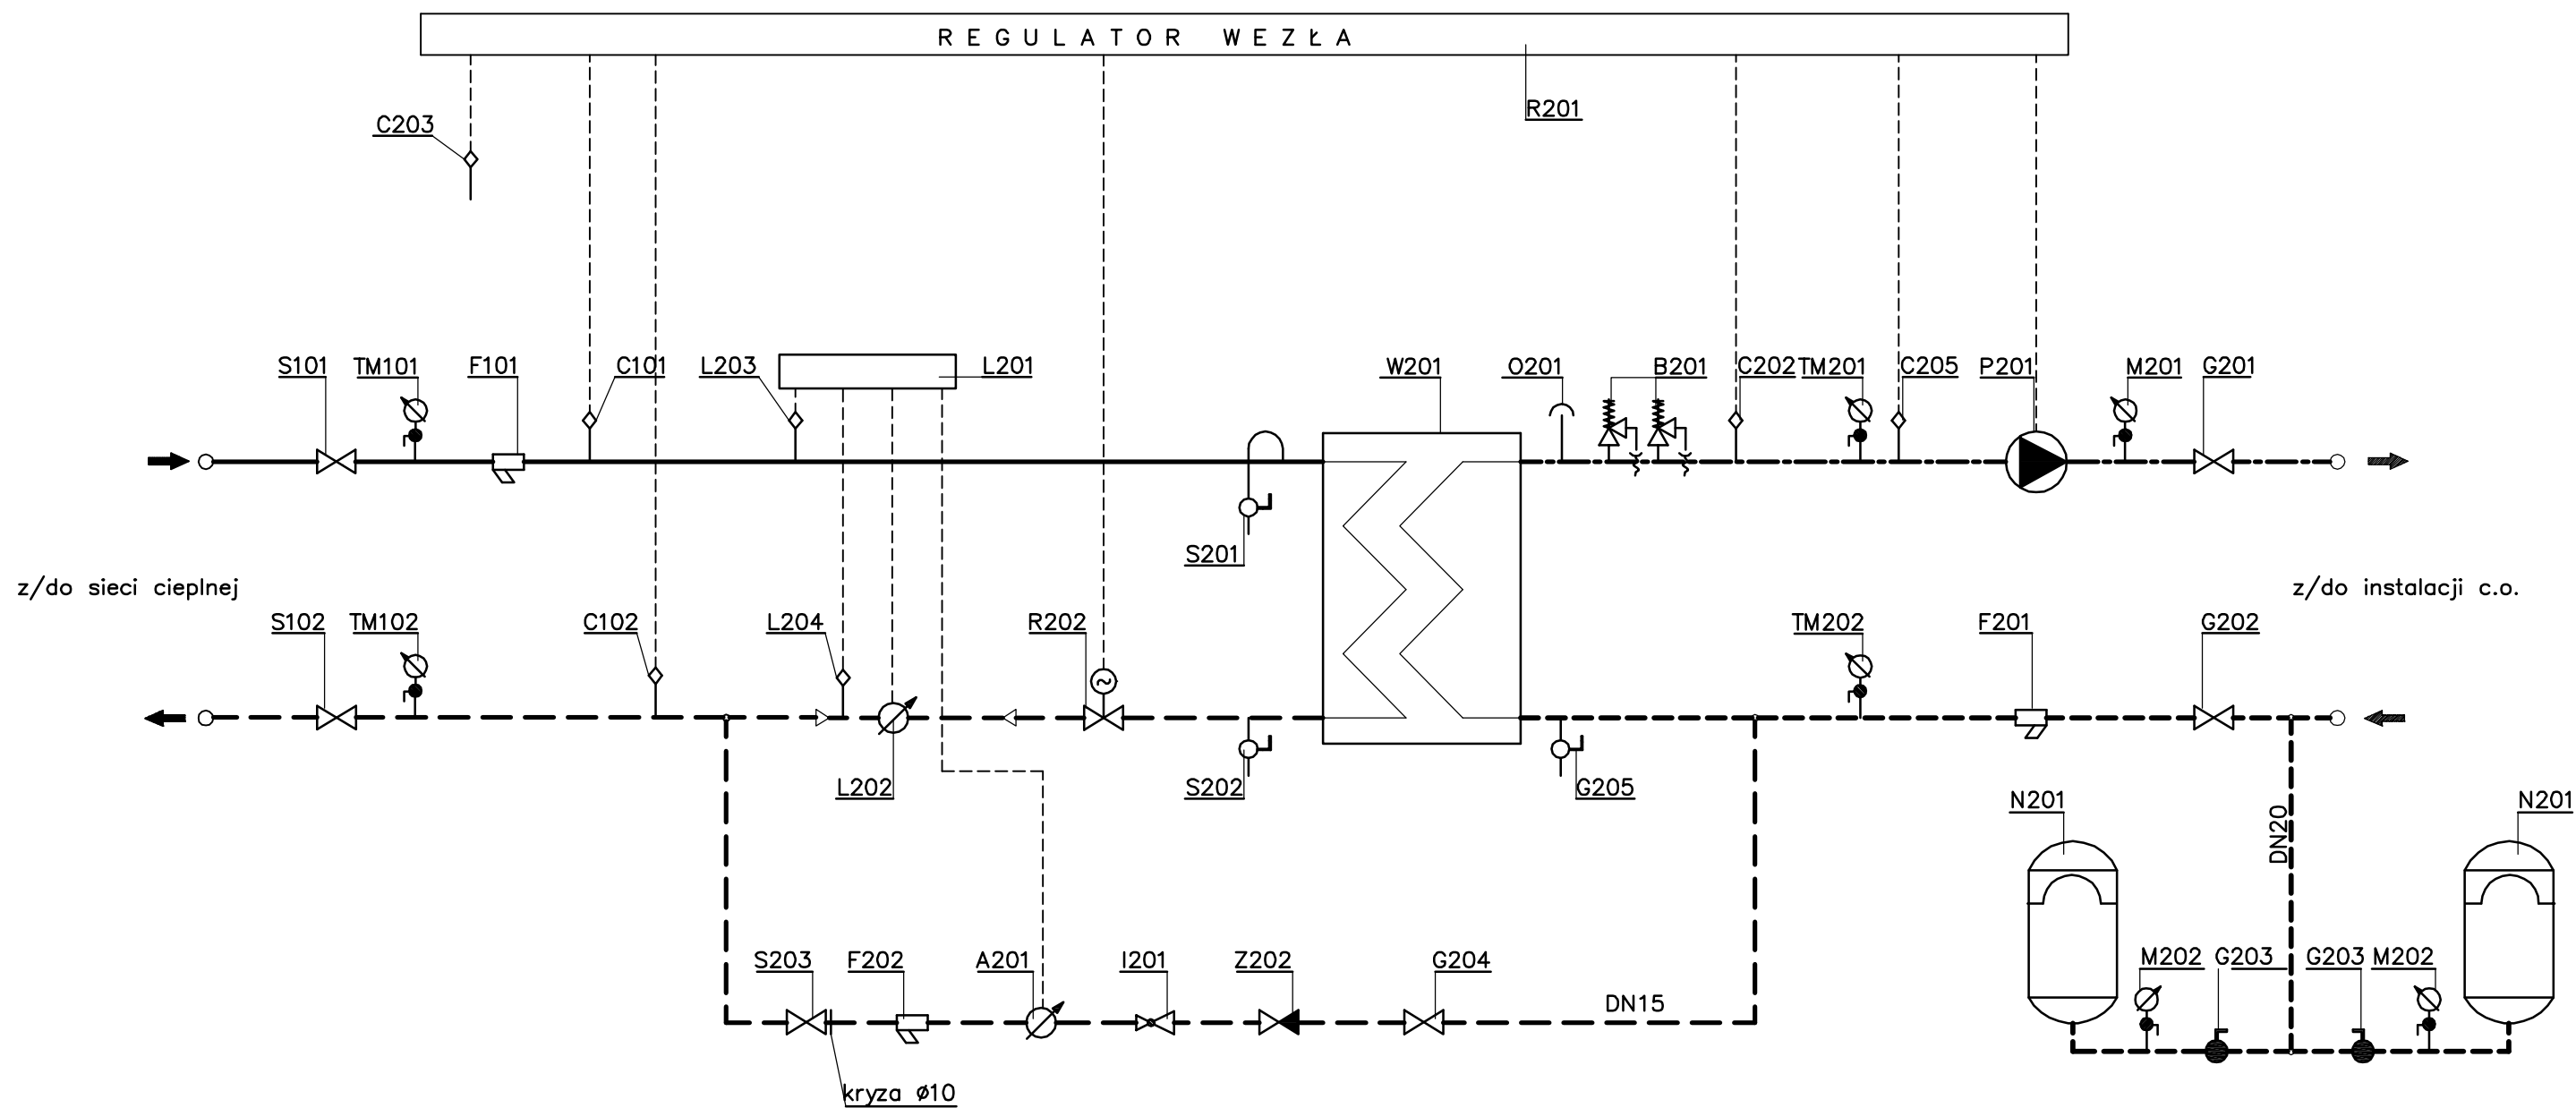 REGULATOR WEZŁA
R201
C203
S101 TM101 F101 C101 L203 L201 W201 O201 B201 C202 TM201 C205 P201 M201 G201
S201
z/do sieci cieplnej z/do instalacji c.o.
S102 TM102 C102 L204 R202 TM202 F201 G202
L202 S202 G205
N201 N201
DN20
S203 F202 A201 I201 Z202 G204 M202 G203 G203 M202
DN15
kryza ø10